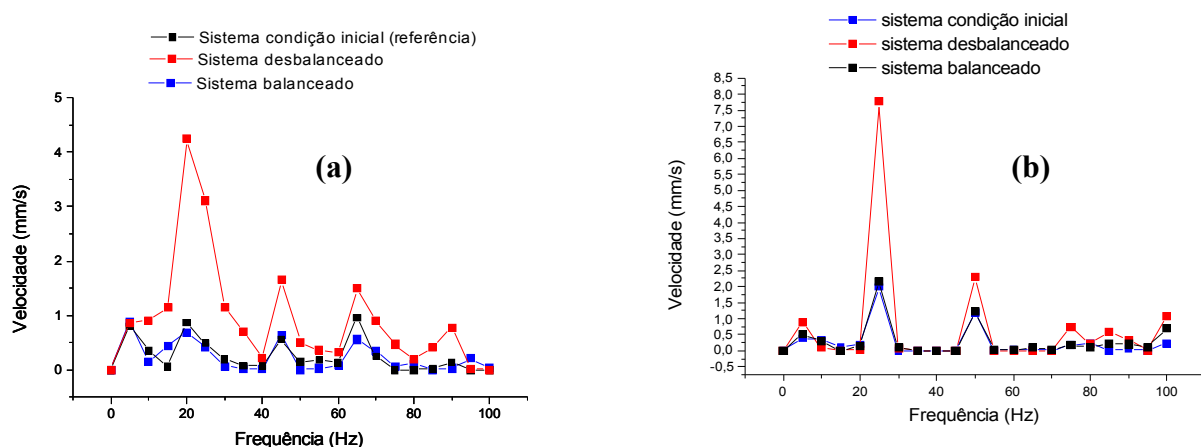 Sistema condição inicial (referência)
Sistema desbalanceado
Sistema balanceado
5
4
3
2
1
0
Velocidade (mm/s)
(a)
0 20 40 60 80 100
Frequência (Hz)
sistema condição inicial
sistema desbalanceado
sistema balanceado
8,5
8,0
7,5
7,0
6,5
6,0
5,5
5,0
4,5
4,0
3,5
3,0
2,5
2,0
1,5
1,0
0,5
0,0
-0,5
Velocidade (mm/s)
(b)
0 20 40 60 80 100
Frequência (Hz)